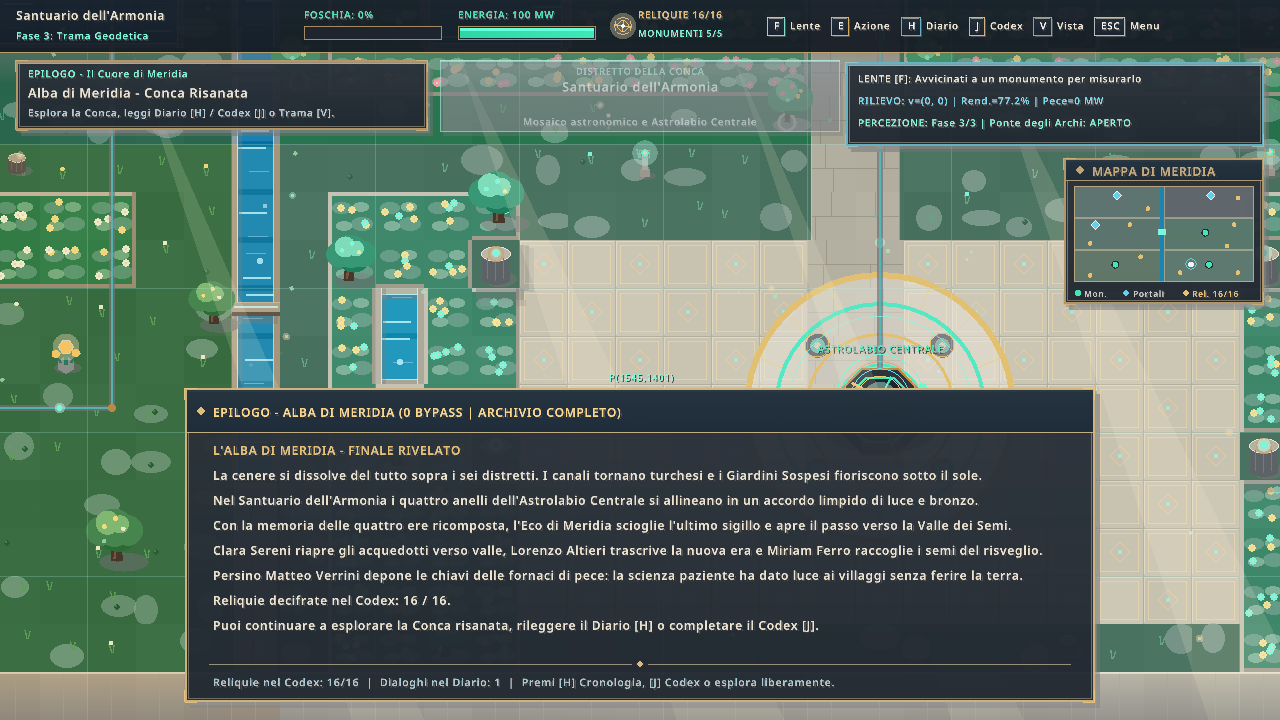 Santuario dell'Armonia
Fase 3: Trama Geodetica
FOSCHIA: 0%
ENERGIA: 100 MW
RELIQUIE 16/16
MONUMENTI 5/5
F Lente
E Azione
H Diario
J Codex
V Vista
ESC Menu
EPILOGO - Il Cuore di Meridia
Alba di Meridia - Conca Risanata
Esplora la Conca, leggi Diario [H] / Codex [J] o Trama [V].
DISTRETTO DELLA CONCA
Santuario dell'Armonia
Mosaico astronomico e Astrolabio Centrale
LENTE [F]: Avvicinati a un monumento per misurarlo
RILIEVO: v=(0, 0) | Rend.=77.2% | Pece=0 MW
PERCEZIONE: Fase 3/3 | Ponte degli Archi: APERTO
MAPPA DI MERIDIA
Mon.
Portali
Rel. 16/16
ASTROLABIO CENTRALE
P(1545,1401)
EPILOGO - ALBA DI MERIDIA (0 BYPASS | ARCHIVIO COMPLETO)
L'ALBA DI MERIDIA - FINALE RIVELATO
La cenere si dissolve del tutto sopra i sei distretti. I canali tornano turchesi e i Giardini Sospesi fioriscono sotto il sole.
Nel Santuario dell'Armonia i quattro anelli dell'Astrolabio Centrale si allineano in un accordo limpido di luce e bronzo.
Con la memoria delle quattro ere ricomposta, l'Eco di Meridia scioglie l'ultimo sigillo e apre il passo verso la Valle dei Semi.
Clara Sereni riapre gli acquedotti verso valle, Lorenzo Altieri trascrive la nuova era e Miriam Ferro raccoglie i semi del risveglio.
Persino Matteo Verrini depone le chiavi delle fornaci di pece: la scienza paziente ha dato luce ai villaggi senza ferire la terra.
Reliquie decifrate nel Codex: 16 / 16.
Puoi continuare a esplorare la Conca risanata, rileggere il Diario [H] o completare il Codex [J].
Reliquie nel Codex: 16/16 | Dialoghi nel Diario: 1 | Premi [H] Cronologia, [J] Codex o esplora liberamente.